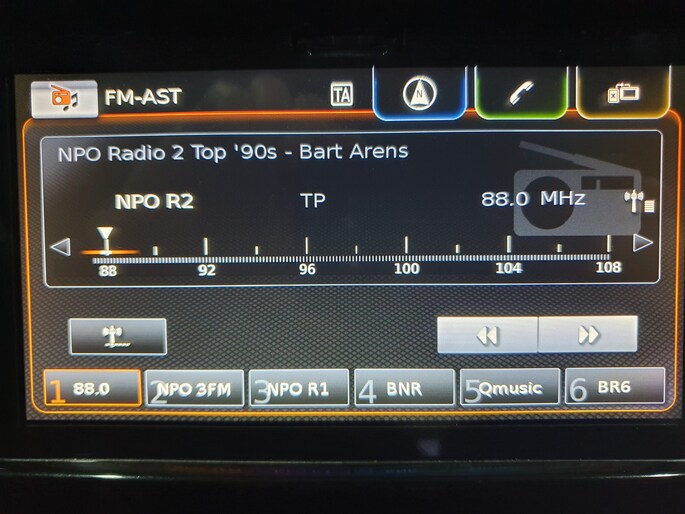 FM-AST TA N
NPO Radio 2 Top '90s - Bart Arens
NPO R2 TP 88.0 MHz
88 92 96 100 104 108
1 88.0 2 NPO 3FM 3 NPO R1 4 BNR 5 Qmusic 6 BR6